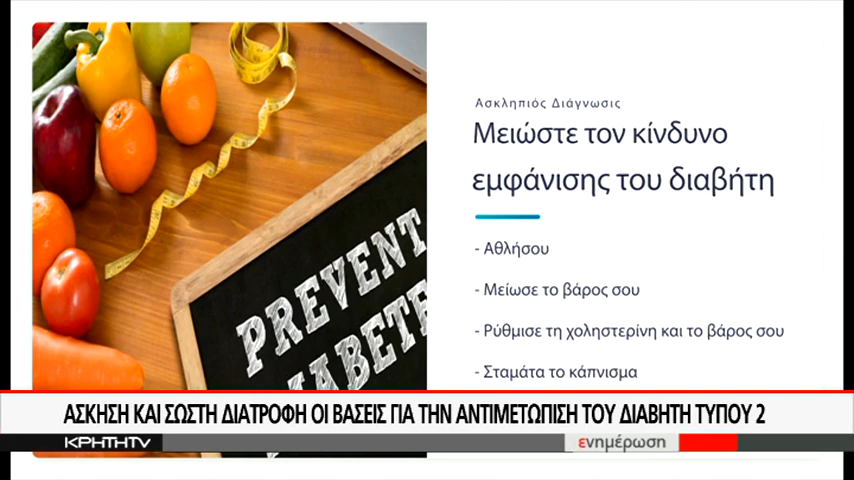 Ασκληπιός Διάγνωσις
Μειώστε τον κίνδυνο
εμφάνισης του διαβήτη
- Αθλήσου
- Μείωσε το βάρος σου
- Ρύθμισε τη χοληστερίνη και το βάρος σου
- Σταμάτα το κάπνισμα
PREVENT
DIABETE
ΑΣΚΗΣΗ ΚΑΙ ΣΩΣΤΗ ΔΙΑΤΡΟΦΗ ΟΙ ΒΑΣΕΙΣ ΓΙΑ ΤΗΝ ΑΝΤΙΜΕΤΩΠΙΣΗ ΤΟΥ ΔΙΑΒΗΤΗ ΤΥΠΟΥ 2
ΚΡΗΤΗTV
ενημέρωση